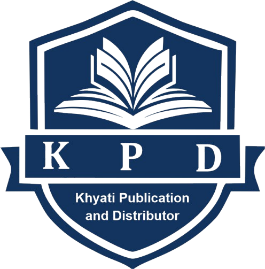 K P D
Khyati Publication
and Distributor